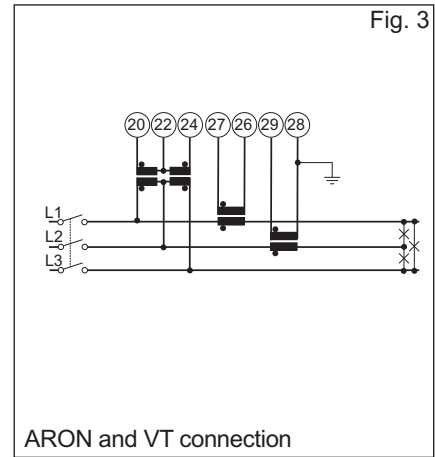 Fig. 3
20 22 24 27 26 29 28
L1
L2
L3
ARON and VT connection